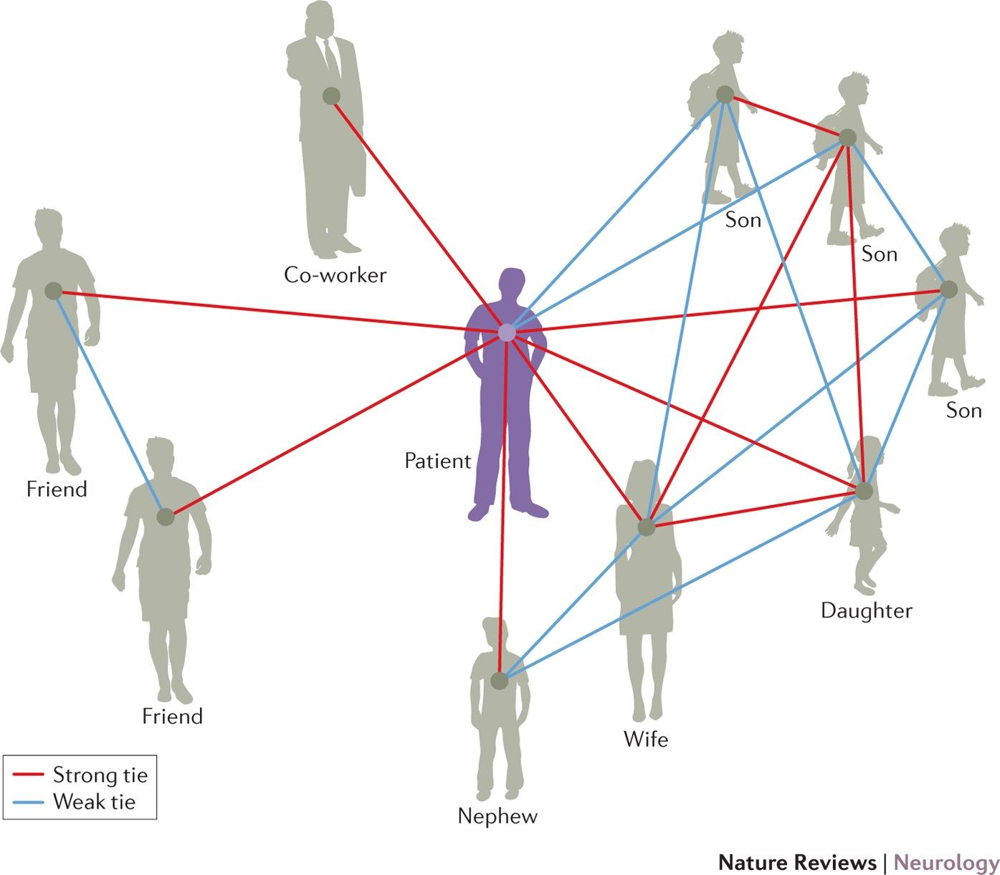 Son
Son
Co-worker
Son
Patient
Friend
Daughter
Friend
Wife
Strong tie
Weak tie
Nephew
Nature Reviews | Neurology